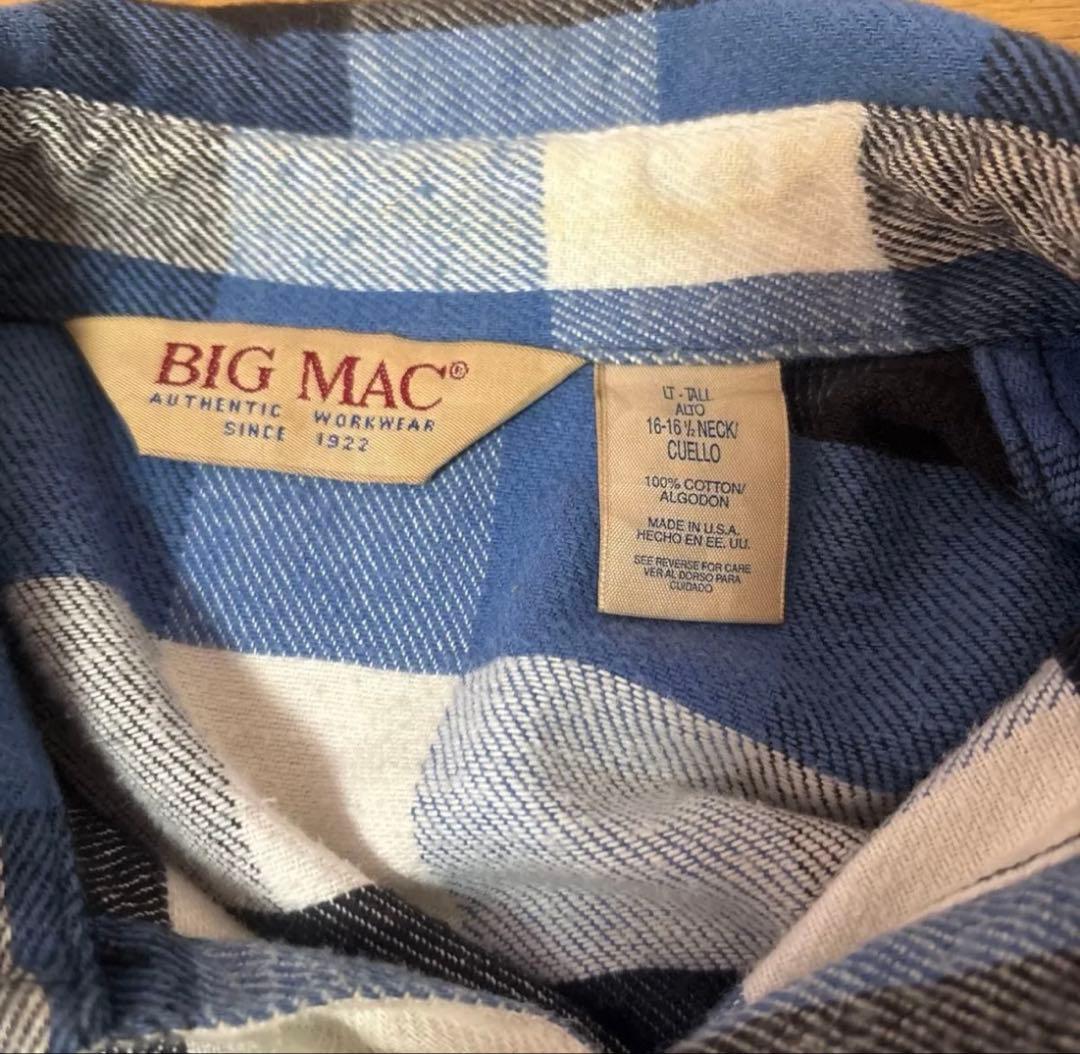 BIG MAC®
AUTHENTIC WORKWEAR
SINCE 1922
LT - TALL
ALTO
16-16 ½ NECK/
CUELLO
100% COTTON/
ALGODON
MADE IN U.S.A.
HECHO EN EE. UU.
SEE REVERSE FOR CARE
VER AL DORSO PARA
CUIDADO